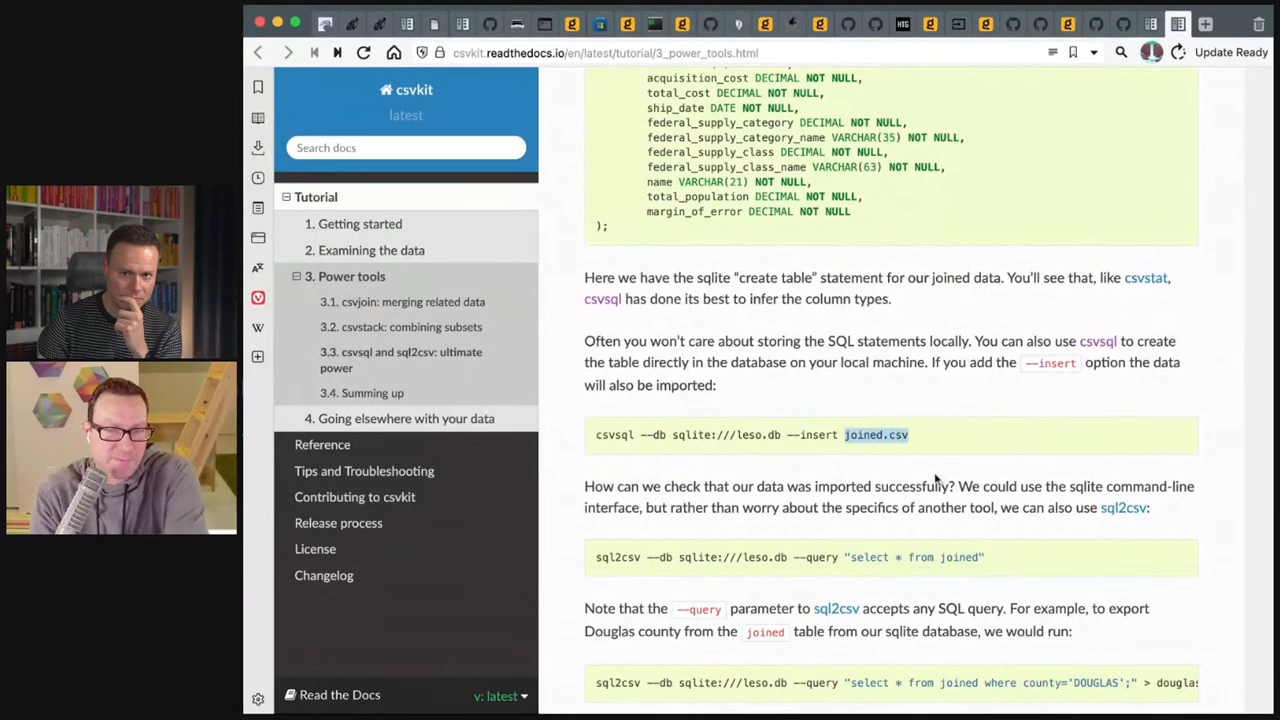 csvkit.readthedocs.io/en/latest/tutorial/3_power_tools.html
Update Ready
csvkit
latest
Search docs
Tutorial
1. Getting started
2. Examining the data
3. Power tools
3.1. csvjoin: merging related data
3.2. csvstack: combining subsets
3.3. csvsql and sql2csv: ultimate
power
3.4. Summing up
4. Going elsewhere with your data
Reference
Tips and Troubleshooting
Contributing to csvkit
Release process
License
Changelog
Read the Docs
v: latest
acquisition_cost DECIMAL NOT NULL,
total_cost DECIMAL NOT NULL,
ship_date DATE NOT NULL,
federal_supply_category DECIMAL NOT NULL,
federal_supply_category_name VARCHAR(35) NOT NULL,
federal_supply_class DECIMAL NOT NULL,
federal_supply_class_name VARCHAR(63) NOT NULL,
name VARCHAR(21) NOT NULL,
total_population DECIMAL NOT NULL,
margin_of_error DECIMAL NOT NULL
);
Here we have the sqlite “create table” statement for our joined data. You’ll see that, like csvstat,
csvsql has done its best to infer the column types.
Often you won’t care about storing the SQL statements locally. You can also use csvsql to create
the table directly in the database on your local machine. If you add the --insert option the data
will also be imported:
csvsql --db sqlite:///leso.db --insert joined.csv
How can we check that our data was imported successfully? We could use the sqlite command-line
interface, but rather than worry about the specifics of another tool, we can also use sql2csv:
sql2csv --db sqlite:///leso.db --query "select * from joined"
Note that the --query parameter to sql2csv accepts any SQL query. For example, to export
Douglas county from the joined table from our sqlite database, we would run:
sql2csv --db sqlite:///leso.db --query "select * from joined where county='DOUGLAS';" > douglas